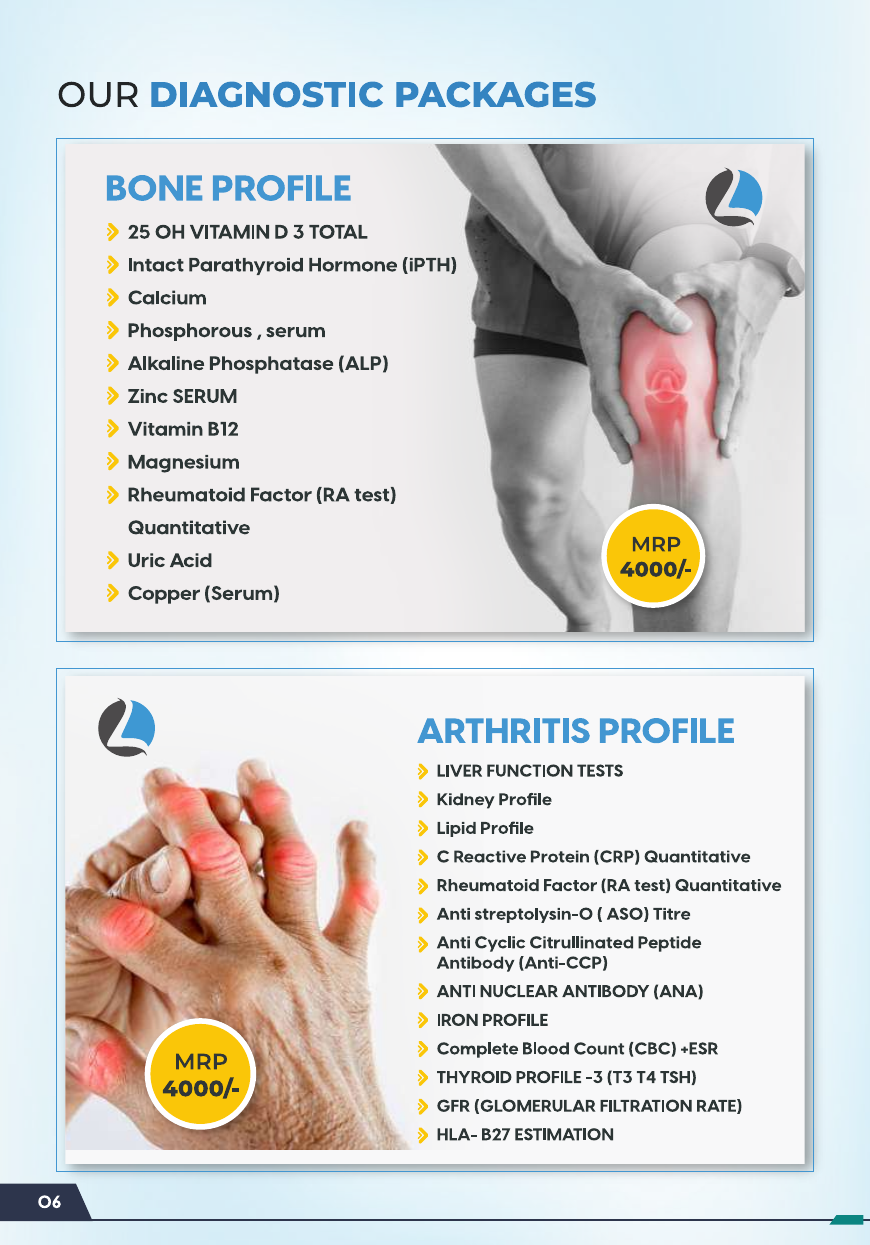 OUR DIAGNOSTIC PACKAGES
BONE PROFILE
25 OH VITAMIN D 3 TOTAL
Intact Parathyroid Hormone (iPTH)
Calcium
Phosphorous , serum
Alkaline Phosphatase (ALP)
Zinc SERUM
Vitamin B12
Magnesium
Rheumatoid Factor (RA test)
Quantitative
Uric Acid
Copper (Serum)
MRP
4000/-
ARTHRITIS PROFILE
LIVER FUNCTION TESTS
Kidney Profile
Lipid Profile
C Reactive Protein (CRP) Quantitative
Rheumatoid Factor (RA test) Quantitative
Anti streptolysin-O ( ASO) Titre
Anti Cyclic Citrullinated Peptide
Antibody (Anti-CCP)
ANTI NUCLEAR ANTIBODY (ANA)
IRON PROFILE
Complete Blood Count (CBC) +ESR
THYROID PROFILE -3 (T3 T4 TSH)
GFR (GLOMERULAR FILTRATION RATE)
HLA- B27 ESTIMATION
MRP
4000/-
06